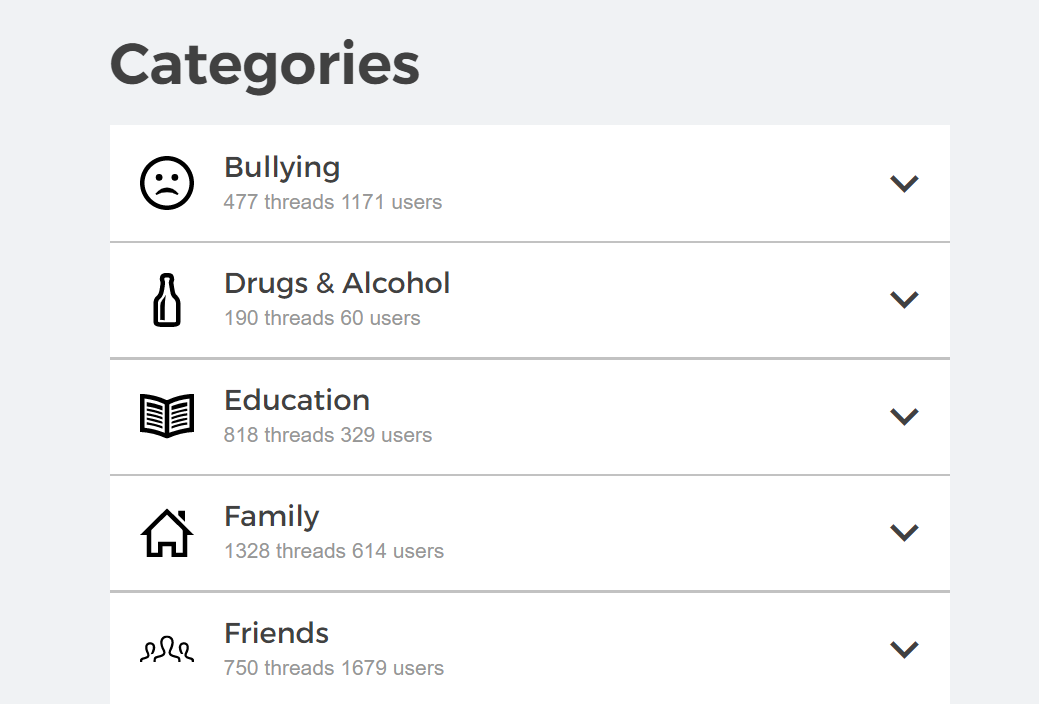 Categories
Bullying
477 threads 1171 users
Drugs & Alcohol
190 threads 60 users
Education
818 threads 329 users
Family
1328 threads 614 users
Friends
750 threads 1679 users